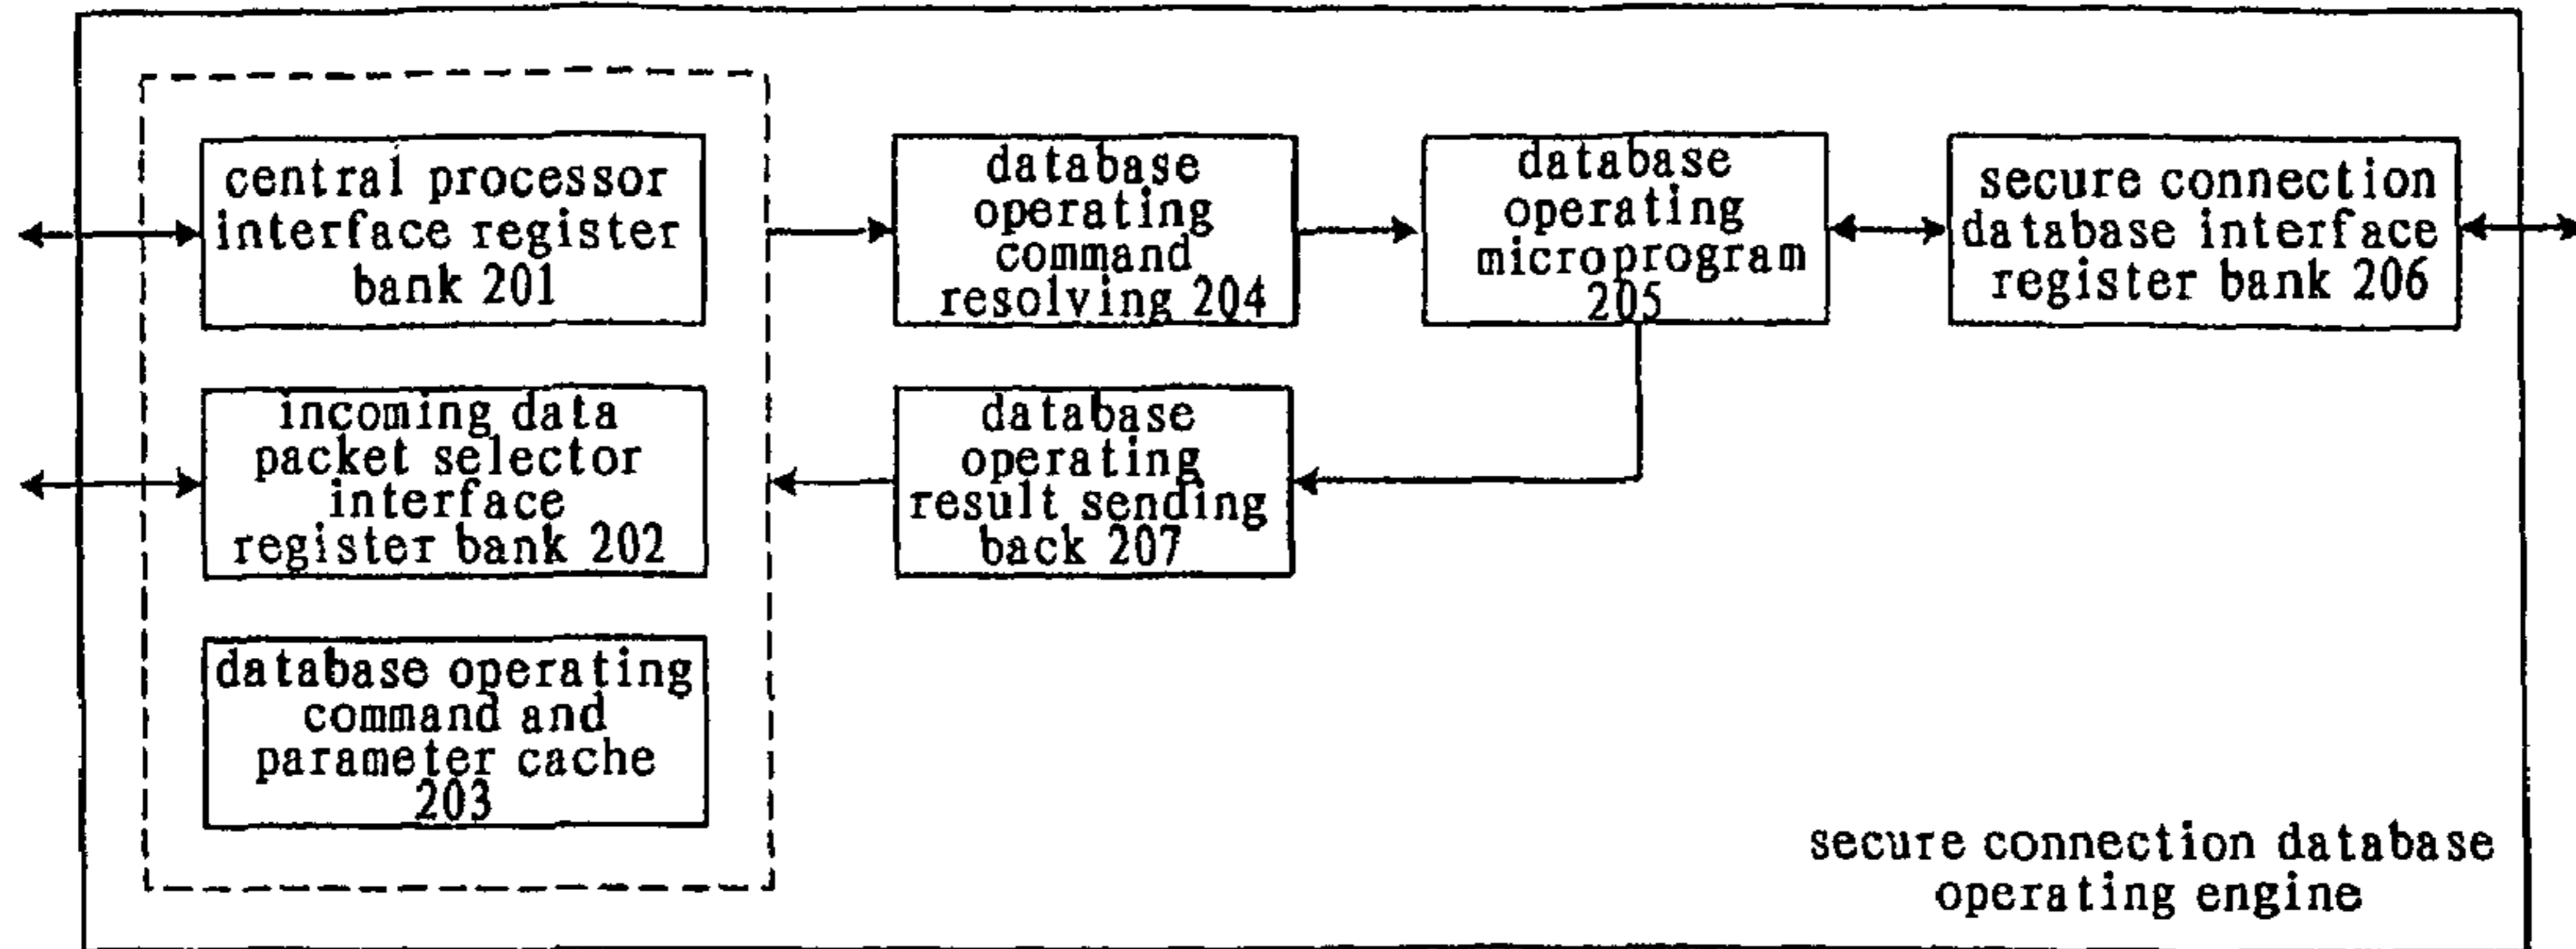 central processor
interface register
bank 201
database
operating
command
resolving 204
database
operating
microprogram
205
secure connection
database interface
register bank 206
incoming data
packet selector
interface
register bank 202
database
operating
result sending
back 207
database operating
command and
parameter cache
203
secure connection database
operating engine